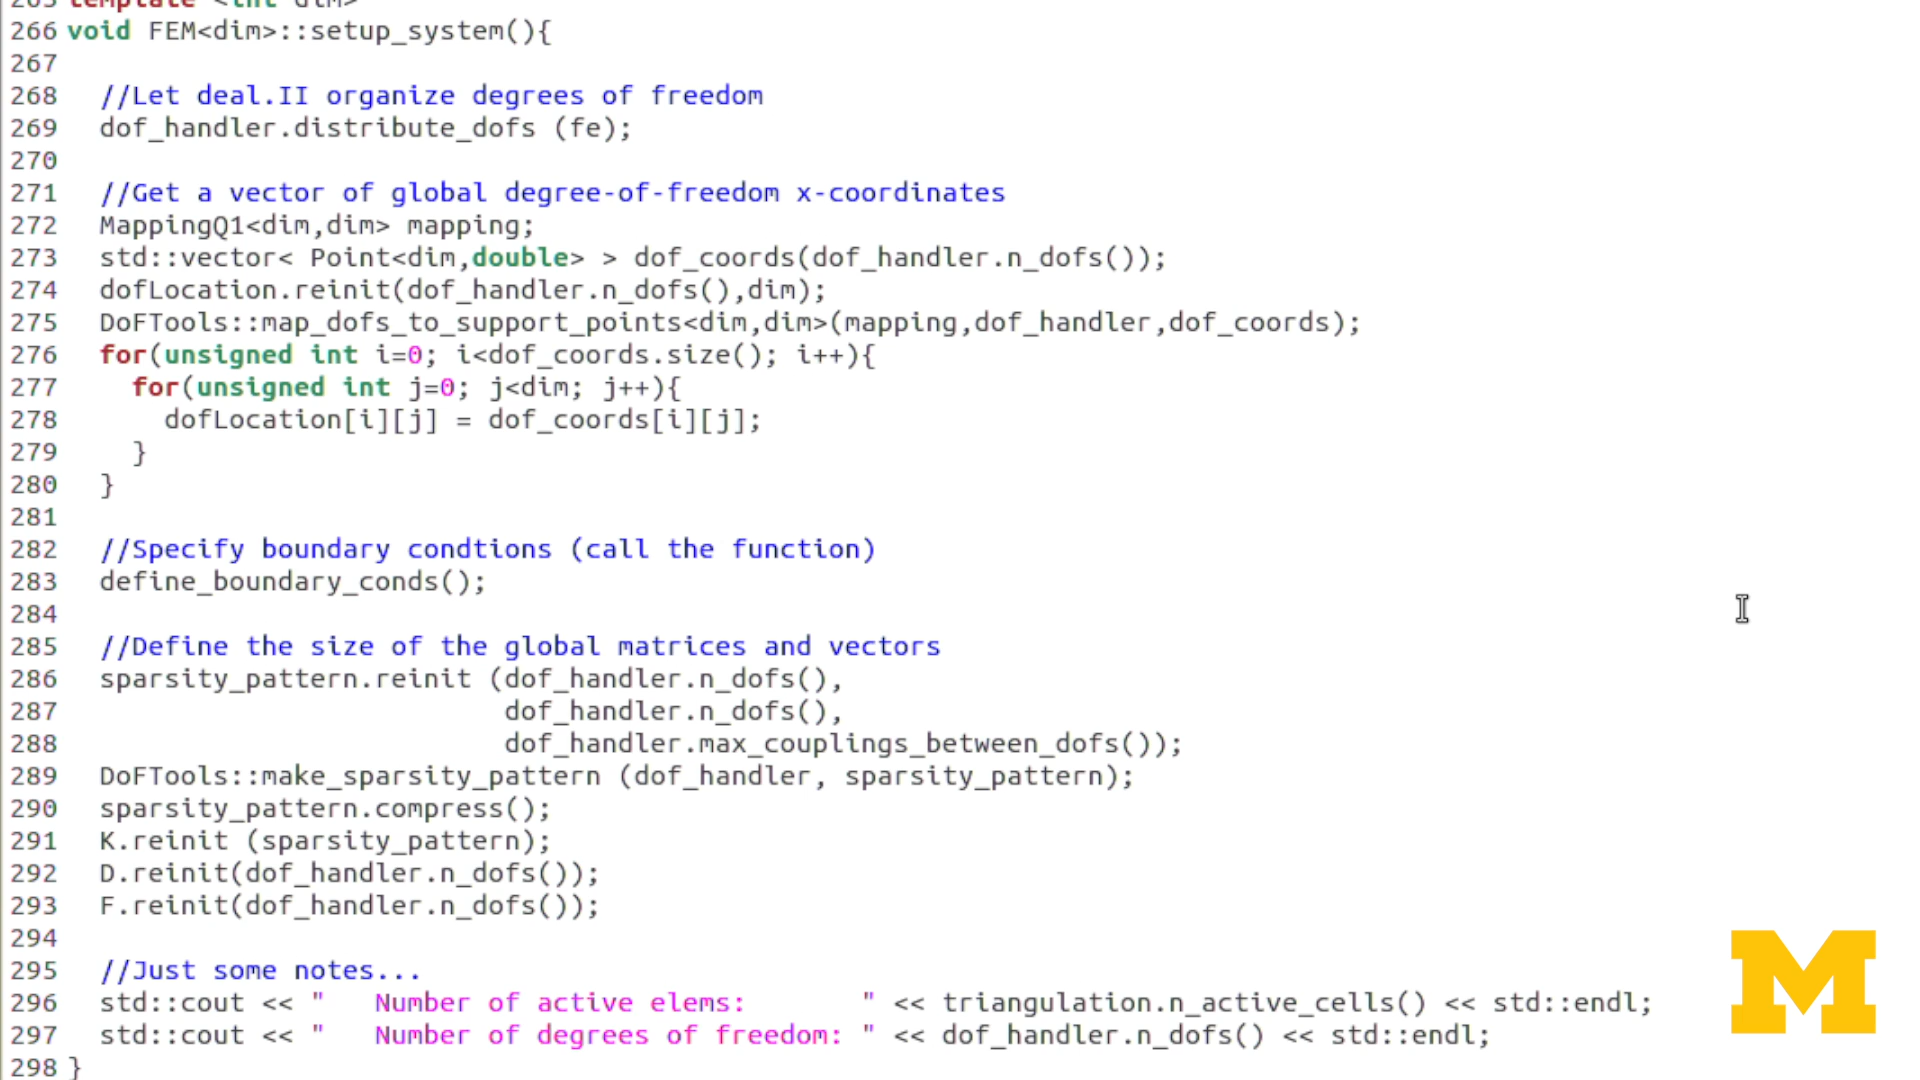 265 template <int dim>
266 void FEM<dim>::setup_system(){
267
268 //Let deal.II organize degrees of freedom
269 dof_handler.distribute_dofs (fe);
270
271 //Get a vector of global degree-of-freedom x-coordinates
272 MappingQ1<dim,dim> mapping;
273 std::vector< Point<dim,double> > dof_coords(dof_handler.n_dofs());
274 dofLocation.reinit(dof_handler.n_dofs(),dim);
275 DoFTools::map_dofs_to_support_points<dim,dim>(mapping,dof_handler,dof_coords);
276 for(unsigned int i=0; i<dof_coords.size(); i++){
277 for(unsigned int j=0; j<dim; j++){
278 dofLocation[i][j] = dof_coords[i][j];
279 }
280 }
281
282 //Specify boundary condtions (call the function)
283 define_boundary_conds();
284
285 //Define the size of the global matrices and vectors
286 sparsity_pattern.reinit (dof_handler.n_dofs(),
287 dof_handler.n_dofs(),
288 dof_handler.max_couplings_between_dofs());
289 DoFTools::make_sparsity_pattern (dof_handler, sparsity_pattern);
290 sparsity_pattern.compress();
291 K.reinit (sparsity_pattern);
292 D.reinit(dof_handler.n_dofs());
293 F.reinit(dof_handler.n_dofs());
294
295 //Just some notes...
296 std::cout << "   Number of active elems:       " << triangulation.n_active_cells() << std::endl;
297 std::cout << "   Number of degrees of freedom: " << dof_handler.n_dofs() << std::endl;
298 }
M